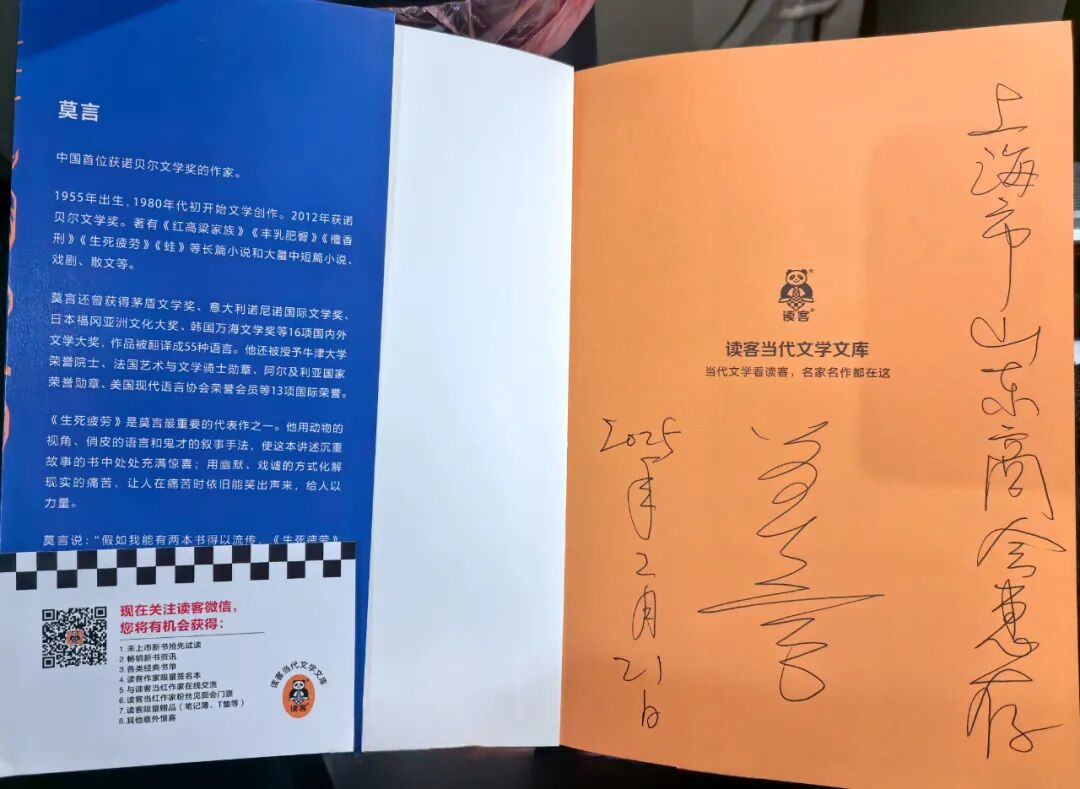 莫言
中国首位获诺贝尔文学奖的作家。
1955年出生，1980年代初开始文学创作。2012年获诺
贝尔文学奖。著有《红高粱家族》《丰乳肥臀》《檀香
刑》《生死疲劳》《蛙》等长篇小说和大量中短篇小说、
戏剧、散文等。
莫言还曾获得茅盾文学奖、意大利诺尼诺国际文学奖、
日本福冈亚洲文化大奖、韩国万海文学奖等16项国内外
文学大奖，作品被翻译成55种语言。他还被授予牛津大学
荣誉院士、法国艺术与文学骑士勋章、阿尔及利亚国家
荣誉勋章、美国现代语言协会荣誉会员等13项国际荣誉。
《生死疲劳》是莫言最重要的代表作之一。他用动物的
视角、俏皮的语言和鬼才的叙事手法，使这本讲述沉重
故事的书中处处充满惊喜；用幽默、戏谑的方式化解
现实的痛苦，让人在痛苦时依旧能笑出声来，给人以
力量。
莫言说：“假如我能有两本书得以流传，《生死疲劳》
现在关注读客微信，
您将有机会获得：
1.未上市新书抢先试读
2.畅销新书资讯
3.各类经典书单
4.读客作家限量签名本
5.与读客当红作家在线交流
6.读客当红作家粉丝见面会门票
7.读客限量赠品（笔记簿、T恤等）
8.其他意外惊喜
读客当代文学文库
读客
读客
读客当代文学文库
当代文学看读客，名家名作都在这
上海市山东商会惠存
莫言
2025年2月21日